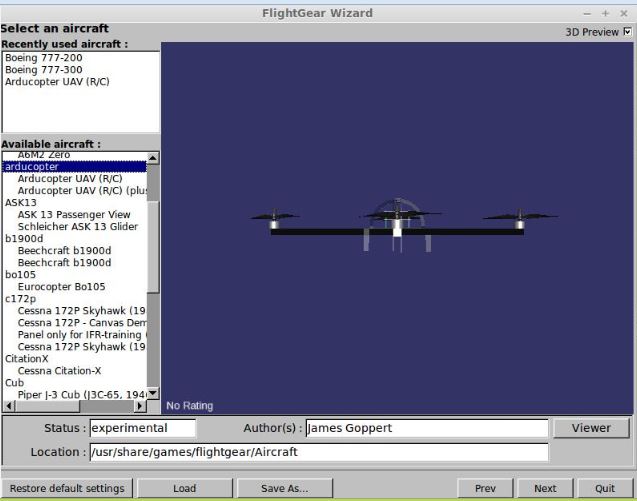 FlightGear Wizard
Select an aircraft
3D Preview
Recently used aircraft :
Boeing 777-200
Boeing 777-300
Arducopter UAV (R/C)
Available aircraft :
A6M2 Zero
arducopter
Arducopter UAV (R/C)
Arducopter UAV (R/C) (plus
ASK13
ASK 13 Passenger View
Schleicher ASK 13 Glider
b1900d
Beechcraft b1900d
Beechcraft b1900d
bo105
Eurocopter Bo105
c172p
Cessna 172P Skyhawk (19
Cessna 172P - Canvas Dem
Panel only for IFR-training (
Cessna 172P Skyhawk (19
CitationX
Cessna Citation-X
Cub
Piper J-3 Cub (J3C-65, 194
No Rating
Status : experimental Author(s) : James Goppert Viewer
Location : /usr/share/games/flightgear/Aircraft
Restore default settings Load Save As... Prev Next Quit